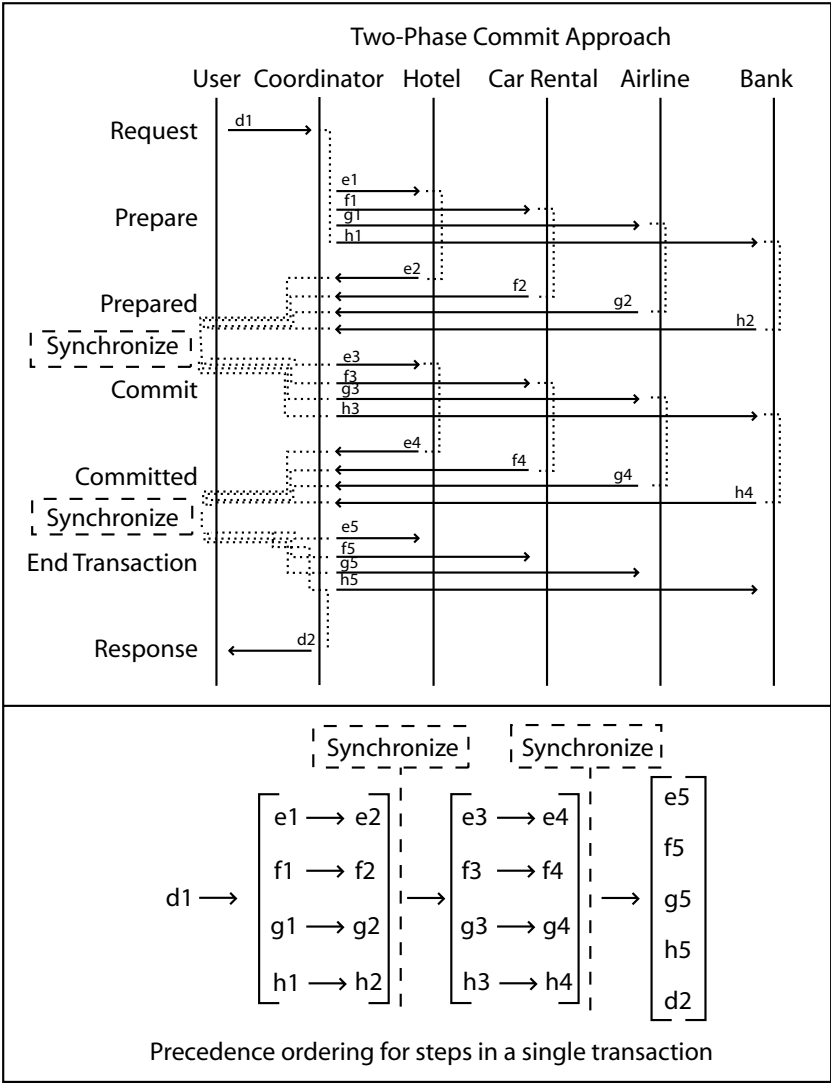 Two-Phase Commit Approach
User Coordinator Hotel Car Rental Airline Bank
Request
d1
Prepare
e1
f1
g1
h1
Prepared
e2
f2
g2
h2
Synchronize
Commit
e3
f3
g3
h3
Committed
e4
f4
g4
h4
Synchronize
End Transaction
e5
f5
g5
h5
Response
d2
Synchronize Synchronize
d1
e1 e2
f1 f2
g1 g2
h1 h2
e3 e4
f3 f4
g3 g4
h3 h4
e5
f5
g5
h5
d2
Precedence ordering for steps in a single transaction